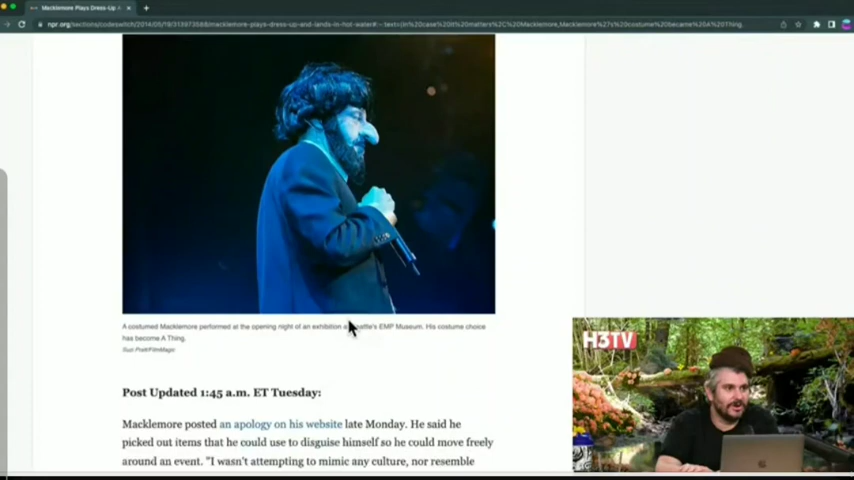 Macklemore Plays Dress-Up A
npr.org/sections/codeswitch/2014/05/19/313973
macklemore-plays-dress-up-and-lands-in-hot-water
A costumed Macklemore performed at the opening night of an exhibition Seattle's EMP Museum. His costume choice
has become A Thing.
Suzi Pratt/FilmMagic
H3TV
Post Updated 1:45 a.m. ET Tuesday:
Macklemore posted an apology on his website late Monday. He said he
picked out items that he could use to disguise himself so he could move freely
around an event. "I wasn't attempting to mimic any culture, nor resemble